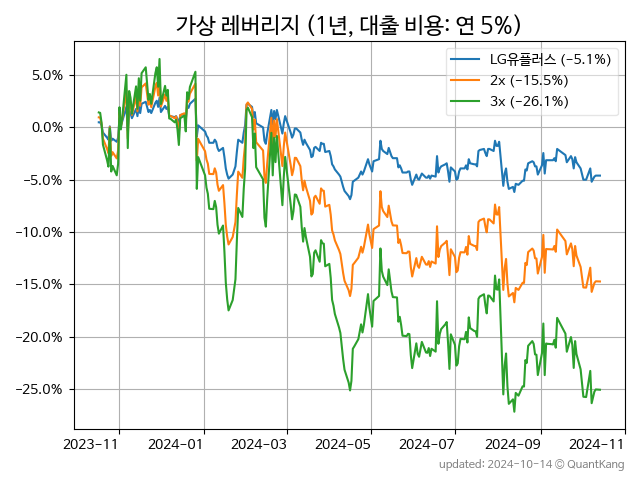 가상 레버리지 (1년, 대출 비용: 연 5%)
LG유플러스 (−5.1%)
2x (−15.5%)
3x (−26.1%)
5.0%
0.0%
−5.0%
−10.0%
−15.0%
−20.0%
−25.0%
2023-11 2024-01 2024-03 2024-05 2024-07 2024-09 2024-11
updated: 2024-10-14 © QuantKang